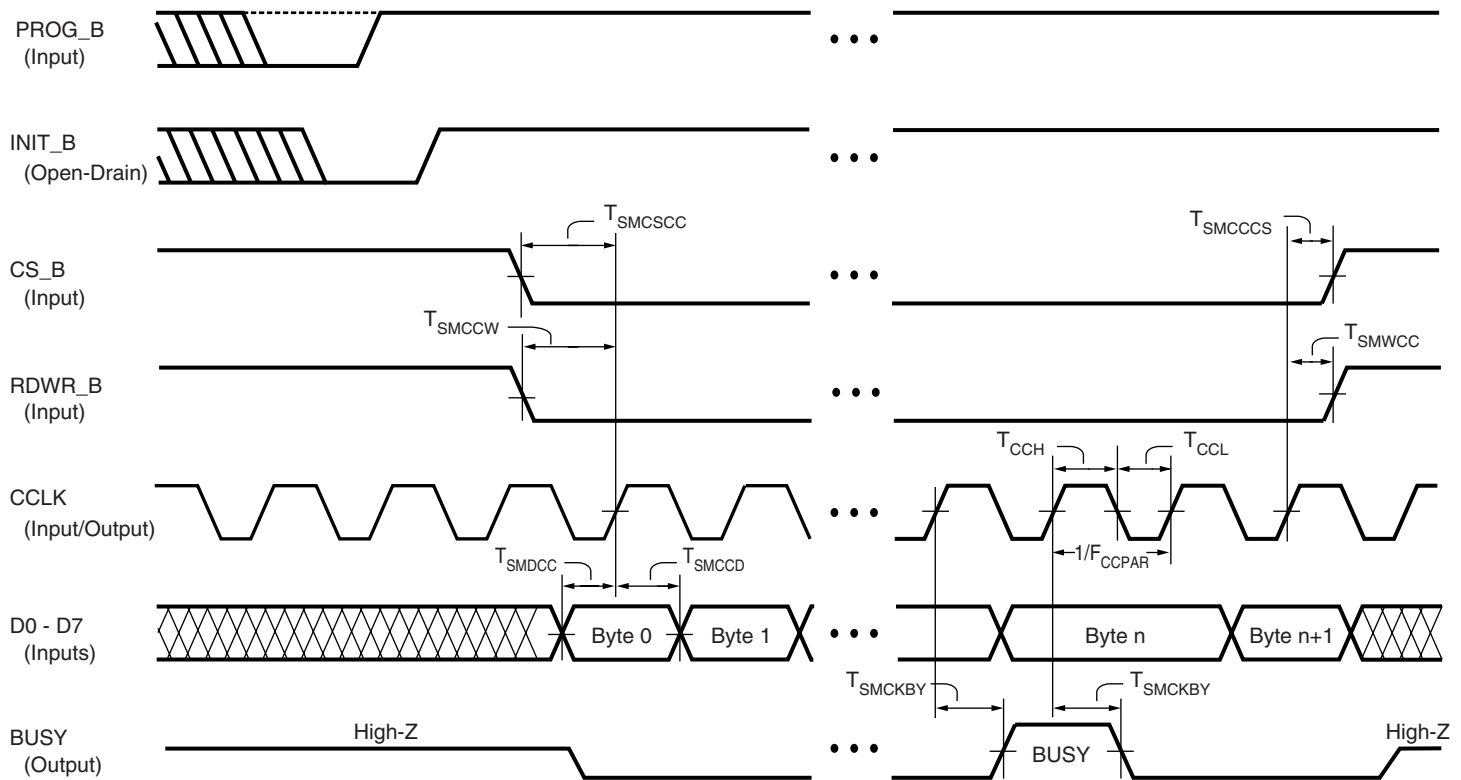 PROG_B
(Input)
INIT_B
(Open-Drain)
T_SMCSCC
T_SMCCCS
CS_B
(Input)
T_SMCCW
T_SMWCC
RDWR_B
(Input)
T_CCH
T_CCL
CCLK
(Input/Output)
T_SMDCC
T_SMCCD
1/F_CCPAR
D0 - D7
(Inputs)
Byte 0
Byte 1
Byte n
Byte n+1
T_SMCKBY
T_SMCKBY
BUSY
(Output)
High-Z
BUSY
High-Z